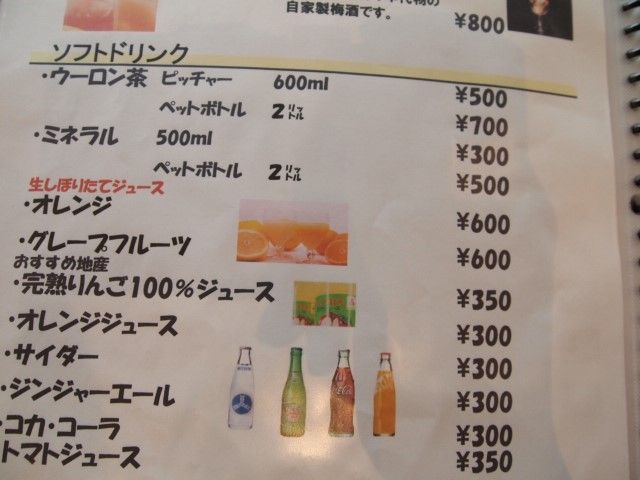 自家製梅酒です。 ¥800
ソフトドリンク
・ウーロン茶 ピッチャー 600ml ¥500
ペットボトル 2リットル ¥700
・ミネラル 500ml ¥300
ペットボトル 2リットル ¥500
生しぼりたてジュース
・オレンジ ¥600
・グレープフルーツ ¥600
おすすめ地産
・完熟りんご100%ジュース ¥350
・オレンジジュース ¥300
・サイダー ¥300
・ジンジャーエール ¥300
・コカ・コーラ ¥300
トマトジュース ¥350